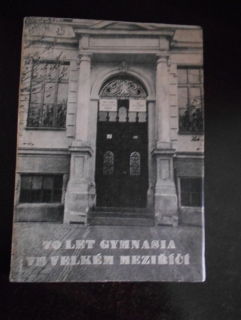 70 LET GYMNASIA
VE VELKÉM MEZIŘÍČÍ